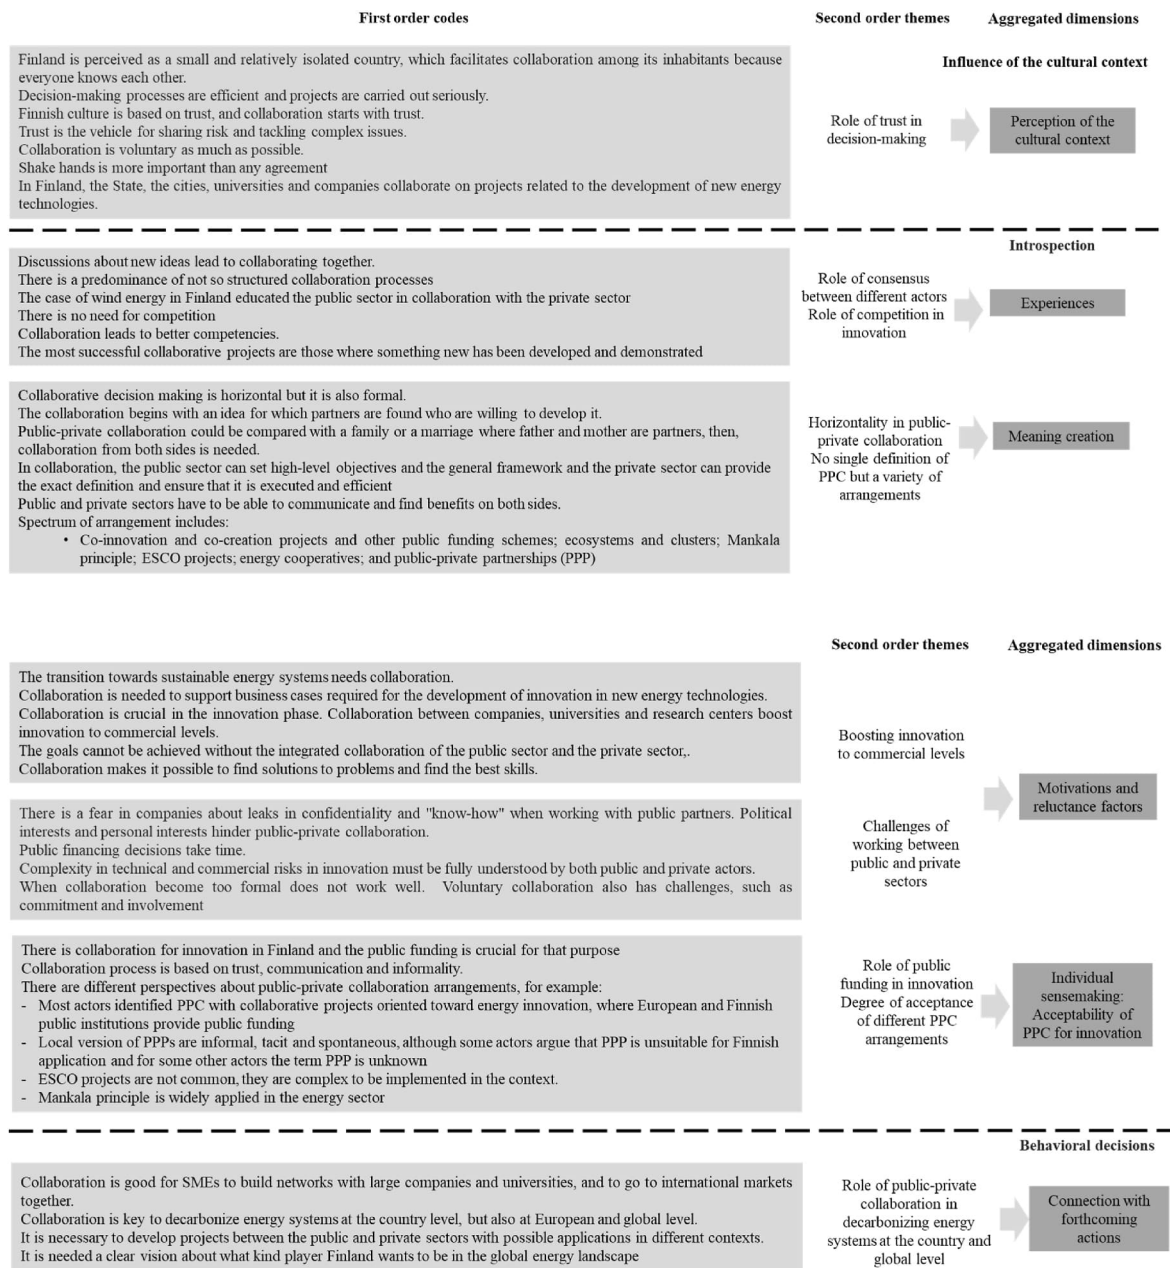 First order codes
Second order themes
Aggregated dimensions
Influence of the cultural context
Finland is perceived as a small and relatively isolated country, which facilitates collaboration among its inhabitants because
everyone knows each other.
Decision-making processes are efficient and projects are carried out seriously.
Finnish culture is based on trust, and collaboration starts with trust.
Trust is the vehicle for sharing risk and tackling complex issues.
Collaboration is voluntary as much as possible.
Shake hands is more important than any agreement
In Finland, the State, the cities, universities and companies collaborate on projects related to the development of new energy
technologies.
Role of trust in
decision-making
Perception of the
cultural context
Introspection
Discussions about new ideas lead to collaborating together.
There is a predominance of not so structured collaboration processes
The case of wind energy in Finland educated the public sector in collaboration with the private sector
There is no need for competition
Collaboration leads to better competencies.
The most successful collaborative projects are those where something new has been developed and demonstrated
Role of consensus
between different actors
Role of competition in
innovation
Experiences
Collaborative decision making is horizontal but it is also formal.
The collaboration begins with an idea for which partners are found who are willing to develop it.
Public-private collaboration could be compared with a family or a marriage where father and mother are partners, then,
collaboration from both sides is needed.
In collaboration, the public sector can set high-level objectives and the general framework and the private sector can provide
the exact definition and ensure that it is executed and efficient
Public and private sectors have to be able to communicate and find benefits on both sides.
Spectrum of arrangement includes:
• Co-innovation and co-creation projects and other public funding schemes; ecosystems and clusters; Mankala
principle; ESCO projects; energy cooperatives; and public-private partnerships (PPP)
Horizontality in public-
private collaboration
No single definition of
PPC but a variety of
arrangements
Meaning creation
Second order themes
Aggregated dimensions
The transition towards sustainable energy systems needs collaboration.
Collaboration is needed to support business cases required for the development of innovation in new energy technologies.
Collaboration is crucial in the innovation phase. Collaboration between companies, universities and research centers boost
innovation to commercial levels.
The goals cannot be achieved without the integrated collaboration of the public sector and the private sector,.
Collaboration makes it possible to find solutions to problems and find the best skills.
Boosting innovation
to commercial levels
Motivations and
reluctance factors
There is a fear in companies about leaks in confidentiality and "know-how" when working with public partners. Political
interests and personal interests hinder public-private collaboration.
Public financing decisions take time.
Complexity in technical and commercial risks in innovation must be fully understood by both public and private actors.
When collaboration become too formal does not work well. Voluntary collaboration also has challenges, such as
commitment and involvement
Challenges of
working between
public and private
sectors
There is collaboration for innovation in Finland and the public funding is crucial for that purpose
Collaboration process is based on trust, communication and informality.
There are different perspectives about public-private collaboration arrangements, for example:
- Most actors identified PPC with collaborative projects oriented toward energy innovation, where European and Finnish
public institutions provide public funding
- Local version of PPPs are informal, tacit and spontaneous, although some actors argue that PPP is unsuitable for Finnish
application and for some other actors the term PPP is unknown
- ESCO projects are not common, they are complex to be implemented in the context.
- Mankala principle is widely applied in the energy sector
Role of public
funding in innovation
Degree of acceptance
of different PPC
arrangements
Individual
sensemaking:
Acceptability of
PPC for innovation
Behavioral decisions
Collaboration is good for SMEs to build networks with large companies and universities, and to go to international markets
together.
Collaboration is key to decarbonize energy systems at the country level, but also at European and global level.
It is necessary to develop projects between the public and private sectors with possible applications in different contexts.
It is needed a clear vision about what kind player Finland wants to be in the global energy landscape
Role of public-private
collaboration in
decarbonizing energy
systems at the country and
global level
Connection with
forthcoming
actions